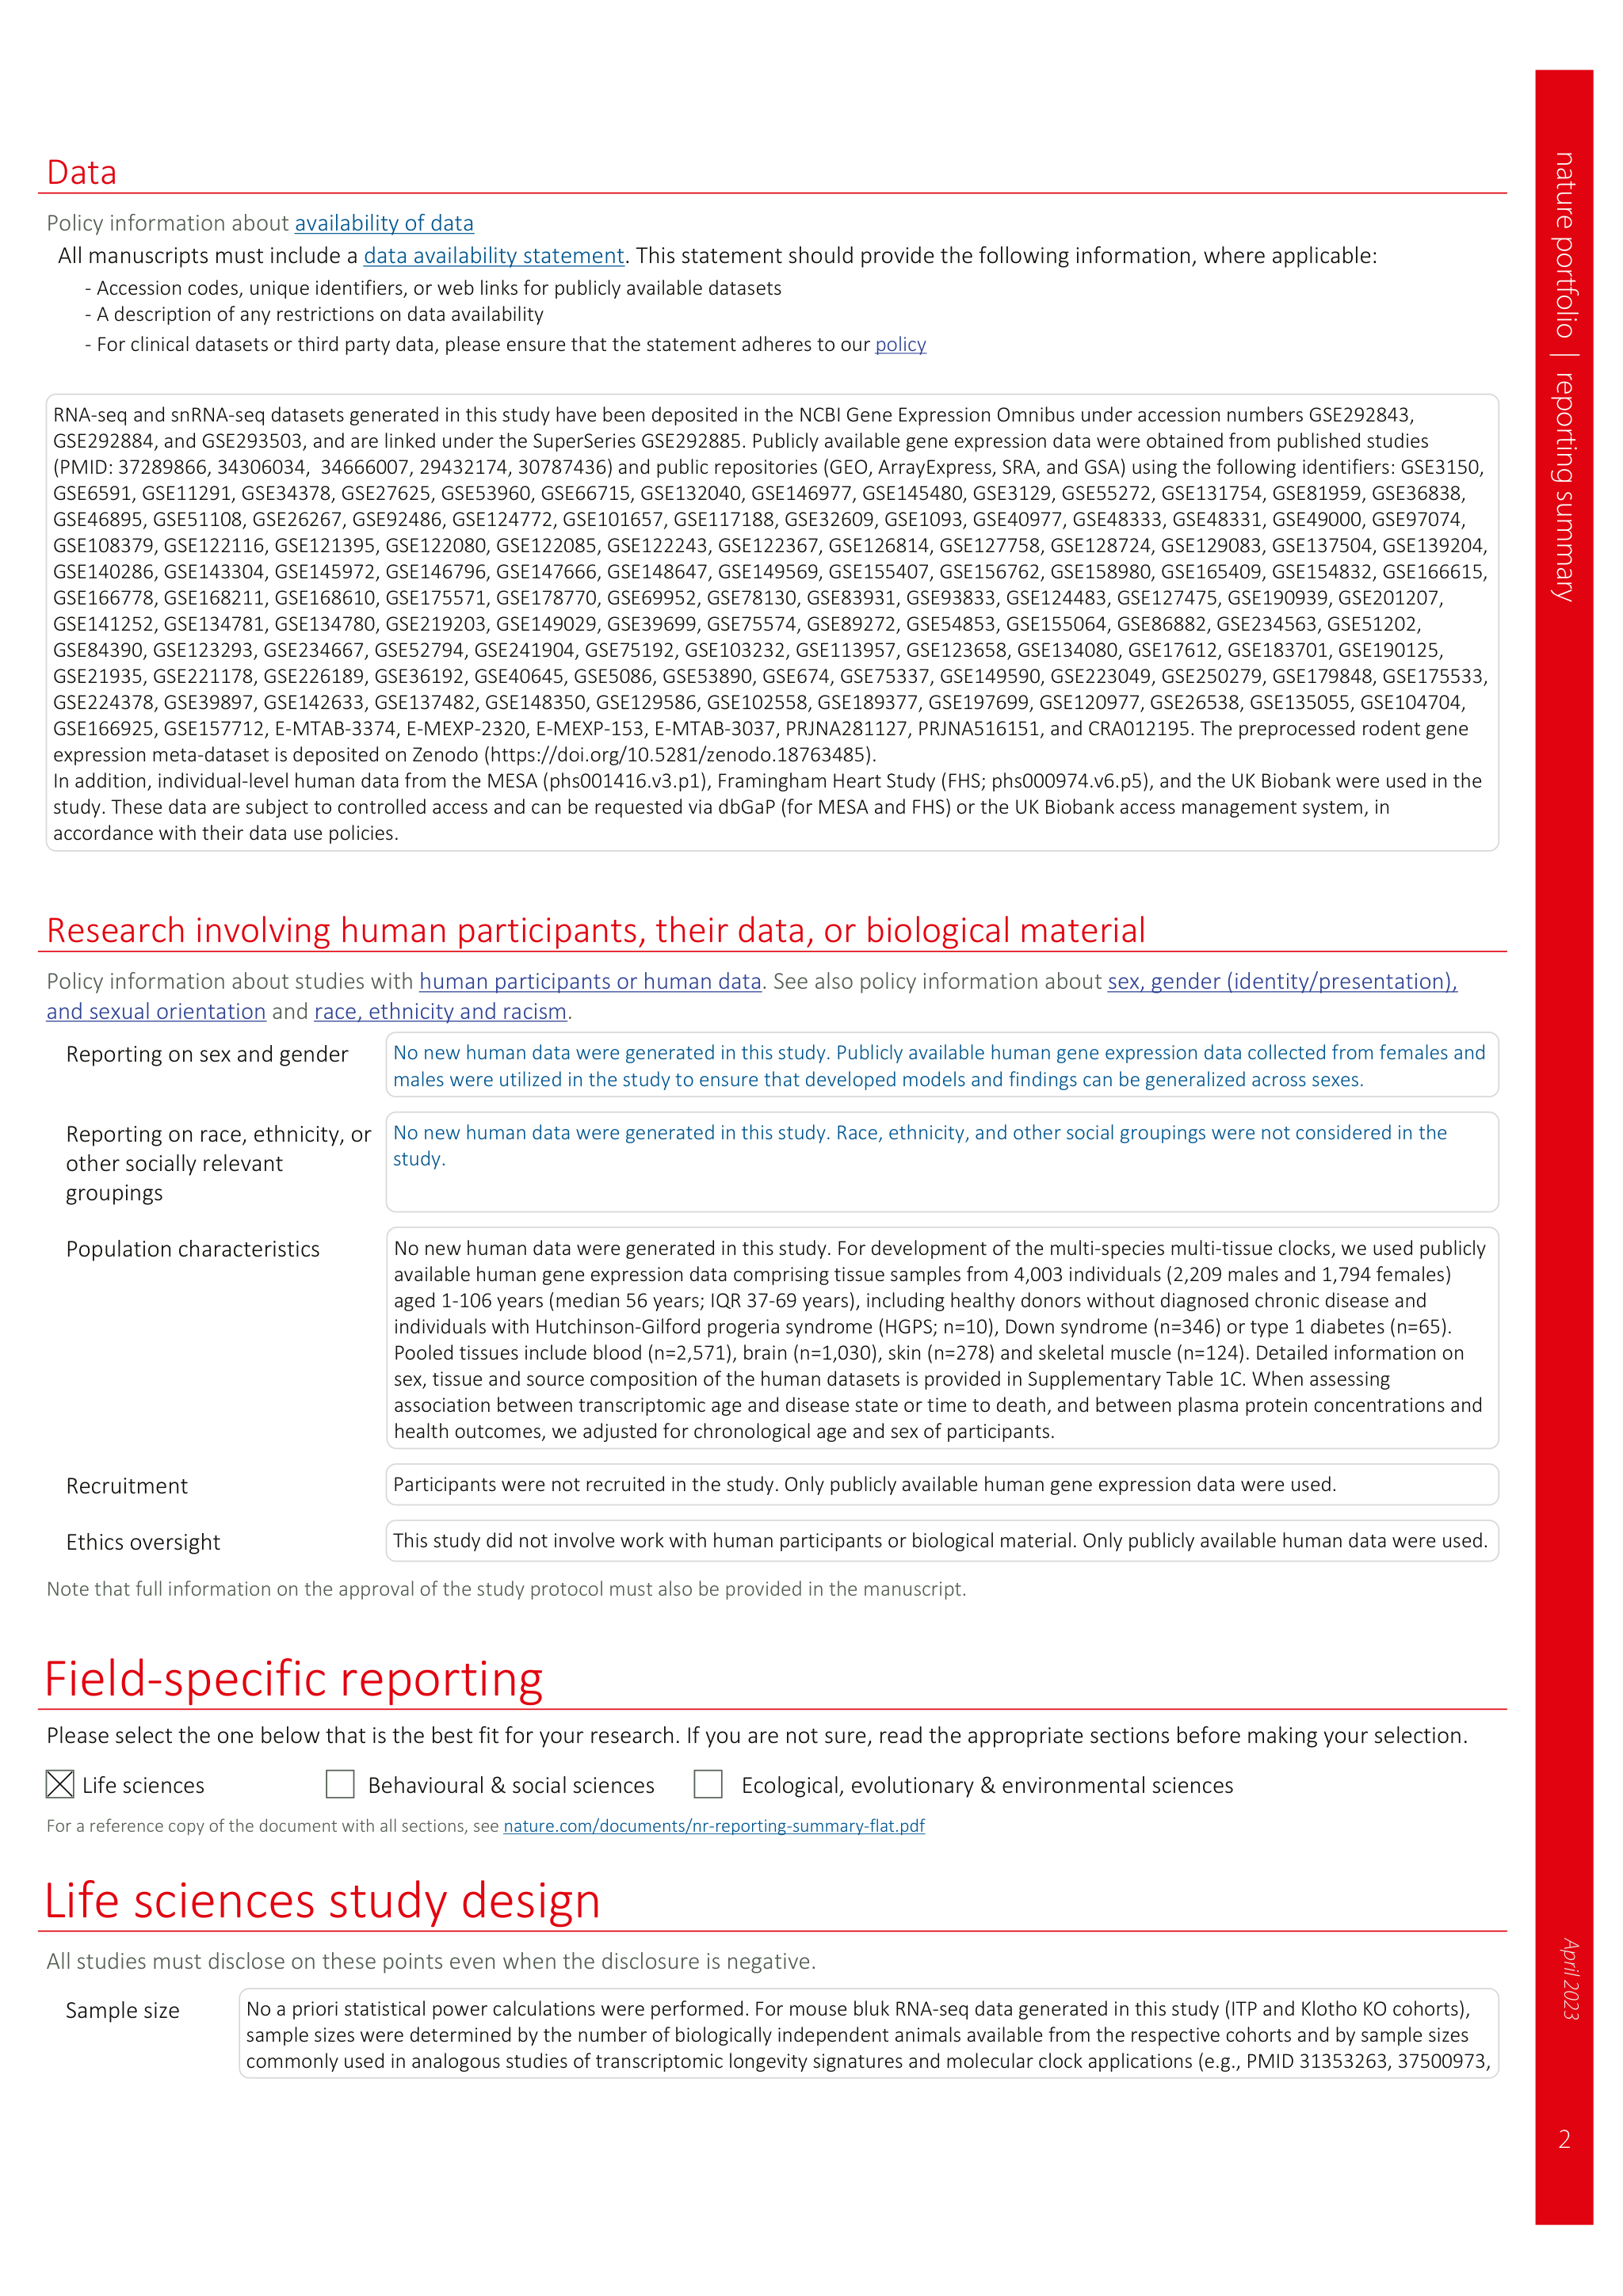 Data
Policy information about availability of data
All manuscripts must include a data availability statement. This statement should provide the following information, where applicable:
- Accession codes, unique identifiers, or web links for publicly available datasets
- A description of any restrictions on data availability
- For clinical datasets or third party data, please ensure that the statement adheres to our policy
RNA-seq and snRNA-seq datasets generated in this study have been deposited in the NCBI Gene Expression Omnibus under accession numbers GSE292843,
GSE292884, and GSE293503, and are linked under the SuperSeries GSE292885. Publicly available gene expression data were obtained from published studies
(PMID: 37289866, 34306034, 34666007, 29432174, 30787436) and public repositories (GEO, ArrayExpress, SRA, and GSA) using the following identifiers: GSE3150,
GSE6591, GSE11291, GSE34378, GSE27625, GSE53960, GSE66715, GSE132040, GSE146977, GSE145480, GSE3129, GSE55272, GSE131754, GSE81959, GSE36838,
GSE46895, GSE51108, GSE26267, GSE92486, GSE124772, GSE101657, GSE117188, GSE32609, GSE1093, GSE40977, GSE48333, GSE48331, GSE49000, GSE97074,
GSE108379, GSE122116, GSE121395, GSE122080, GSE122085, GSE122243, GSE122367, GSE126814, GSE127758, GSE128724, GSE129083, GSE137504, GSE139204,
GSE140286, GSE143304, GSE145972, GSE146796, GSE147666, GSE148647, GSE149569, GSE155407, GSE156762, GSE158980, GSE165409, GSE154832, GSE166615,
GSE166778, GSE168211, GSE168610, GSE175571, GSE178770, GSE69952, GSE78130, GSE83931, GSE93833, GSE124483, GSE127475, GSE190939, GSE201207,
GSE141252, GSE134781, GSE134780, GSE219203, GSE149029, GSE39699, GSE75574, GSE89272, GSE54853, GSE155064, GSE86882, GSE234563, GSE51202,
GSE84390, GSE123293, GSE234667, GSE52794, GSE241904, GSE75192, GSE103232, GSE113957, GSE123658, GSE134080, GSE17612, GSE183701, GSE190125,
GSE21935, GSE221178, GSE226189, GSE36192, GSE40645, GSE5086, GSE53890, GSE674, GSE75337, GSE149590, GSE223049, GSE250279, GSE179848, GSE175533,
GSE224378, GSE39897, GSE142633, GSE137482, GSE148350, GSE129586, GSE102558, GSE189377, GSE197699, GSE120977, GSE26538, GSE135055, GSE104704,
GSE166925, GSE157712, E-MTAB-3374, E-MEXP-2320, E-MEXP-153, E-MTAB-3037, PRJNA281127, PRJNA516151, and CRA012195. The preprocessed rodent gene
expression meta-dataset is deposited on Zenodo (https://doi.org/10.5281/zenodo.18763485).
In addition, individual-level human data from the MESA (phs001416.v3.p1), Framingham Heart Study (FHS; phs000974.v6.p5), and the UK Biobank were used in the
study. These data are subject to controlled access and can be requested via dbGaP (for MESA and FHS) or the UK Biobank access management system, in
accordance with their data use policies.
Research involving human participants, their data, or biological material
Policy information about studies with human participants or human data. See also policy information about sex, gender (identity/presentation),
and sexual orientation and race, ethnicity and racism.
Reporting on sex and gender
No new human data were generated in this study. Publicly available human gene expression data collected from females and
males were utilized in the study to ensure that developed models and findings can be generalized across sexes.
Reporting on race, ethnicity, or
other socially relevant
groupings
No new human data were generated in this study. Race, ethnicity, and other social groupings were not considered in the
study.
Population characteristics
No new human data were generated in this study. For development of the multi-species multi-tissue clocks, we used publicly
available human gene expression data comprising tissue samples from 4,003 individuals (2,209 males and 1,794 females)
aged 1-106 years (median 56 years; IQR 37-69 years), including healthy donors without diagnosed chronic disease and
individuals with Hutchinson-Gilford progeria syndrome (HGPS; n=10), Down syndrome (n=346) or type 1 diabetes (n=65).
Pooled tissues include blood (n=2,571), brain (n=1,030), skin (n=278) and skeletal muscle (n=124). Detailed information on
sex, tissue and source composition of the human datasets is provided in Supplementary Table 1C. When assessing
association between transcriptomic age and disease state or time to death, and between plasma protein concentrations and
health outcomes, we adjusted for chronological age and sex of participants.
Recruitment
Participants were not recruited in the study. Only publicly available human gene expression data were used.
Ethics oversight
This study did not involve work with human participants or biological material. Only publicly available human data were used.
Note that full information on the approval of the study protocol must also be provided in the manuscript.
Field-specific reporting
Please select the one below that is the best fit for your research. If you are not sure, read the appropriate sections before making your selection.
Life sciences
Behavioural & social sciences
Ecological, evolutionary & environmental sciences
For a reference copy of the document with all sections, see nature.com/documents/nr-reporting-summary-flat.pdf
Life sciences study design
All studies must disclose on these points even when the disclosure is negative.
Sample size
No a priori statistical power calculations were performed. For mouse bluk RNA-seq data generated in this study (ITP and Klotho KO cohorts),
sample sizes were determined by the number of biologically independent animals available from the respective cohorts and by sample sizes
commonly used in analogous studies of transcriptomic longevity signatures and molecular clock applications (e.g., PMID 31353263, 37500973,
nature portfolio | reporting summary
April 2023
2